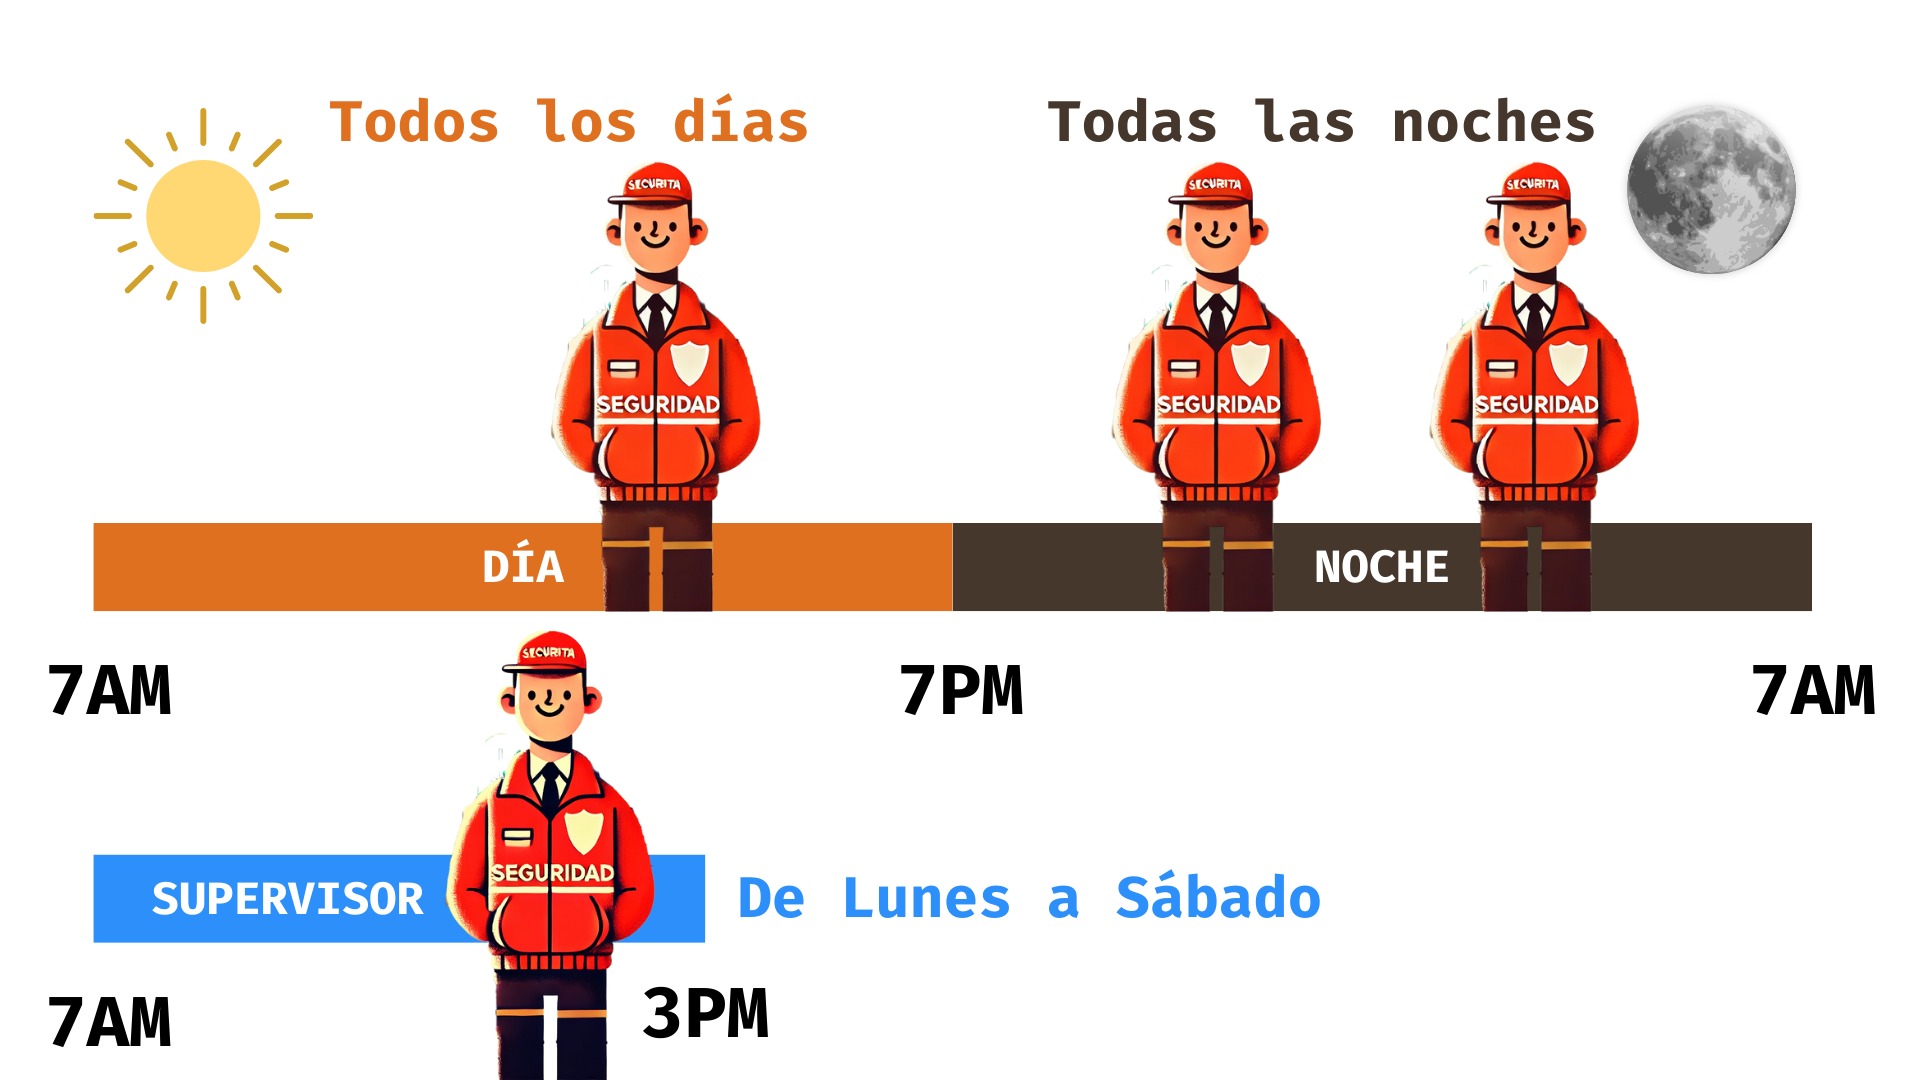 Todos los días
Todas las noches
SECURITA
SECURITA
SECURITA
SEGURIDAD
SEGURIDAD
SEGURIDAD
DÍA
NOCHE
7AM
7PM
7AM
SECURITA
SEGURIDAD
SUPERVISOR
De Lunes a Sábado
7AM
3PM